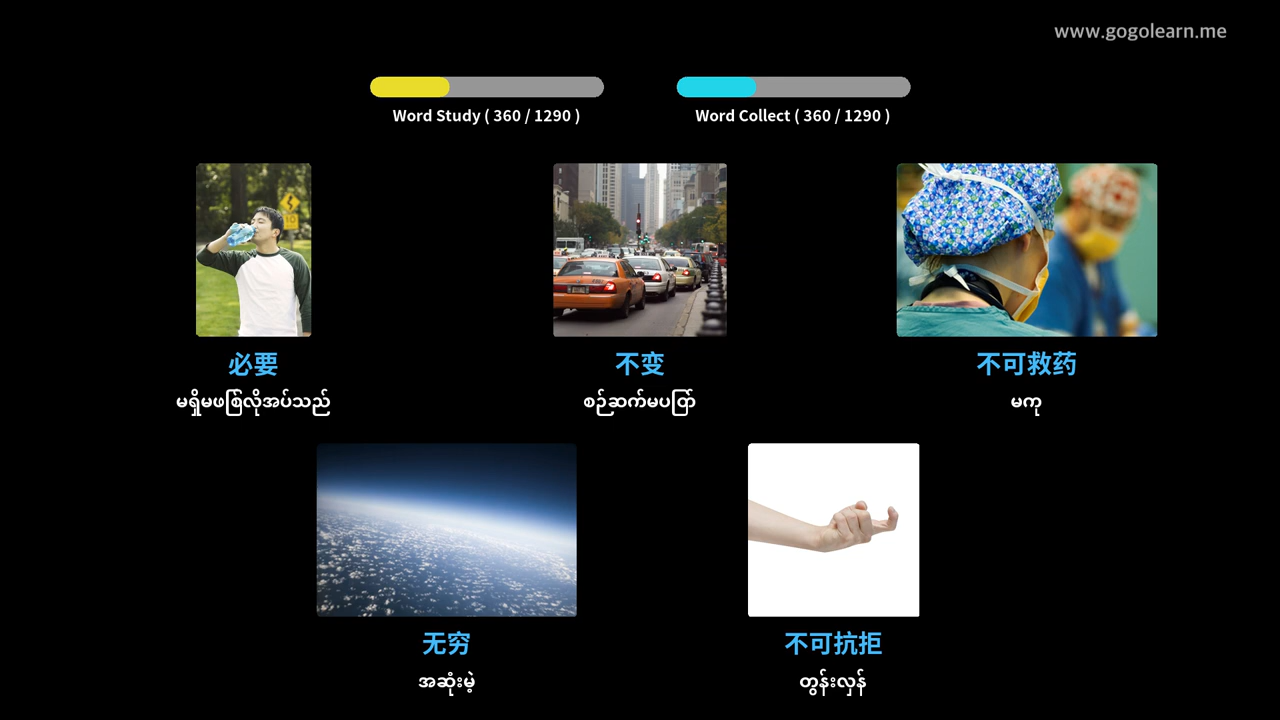 www.gogolearn.me
Word Study ( 360 / 1290 )
Word Collect ( 360 / 1290 )
必要
မရှိမဖြစ်လိုအပ်သည်
不变
စဉ်ဆက်မပြတ်
不可救药
မကု
无穷
အဆုံးမဲ့
不可抗拒
တွန်းလှန်